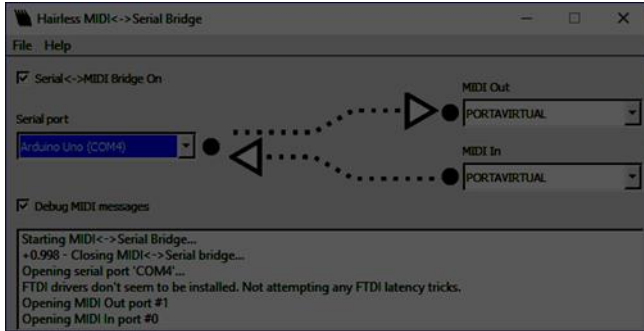 Hairless MIDI<->Serial Bridge
File Help
Serial<->MIDI Bridge On
MIDI Out
PORTAVIRTUAL
Serial port
Arduino Uno (COM4)
MIDI In
PORTAVIRTUAL
Debug MIDI messages
Starting MIDI<->Serial Bridge...
+0.998 - Closing MIDI<->Serial bridge...
Opening serial port 'COM4'...
FTDI drivers don't seem to be installed. Not attempting any FTDI latency tricks.
Opening MIDI Out port #1
Opening MIDI In port #0